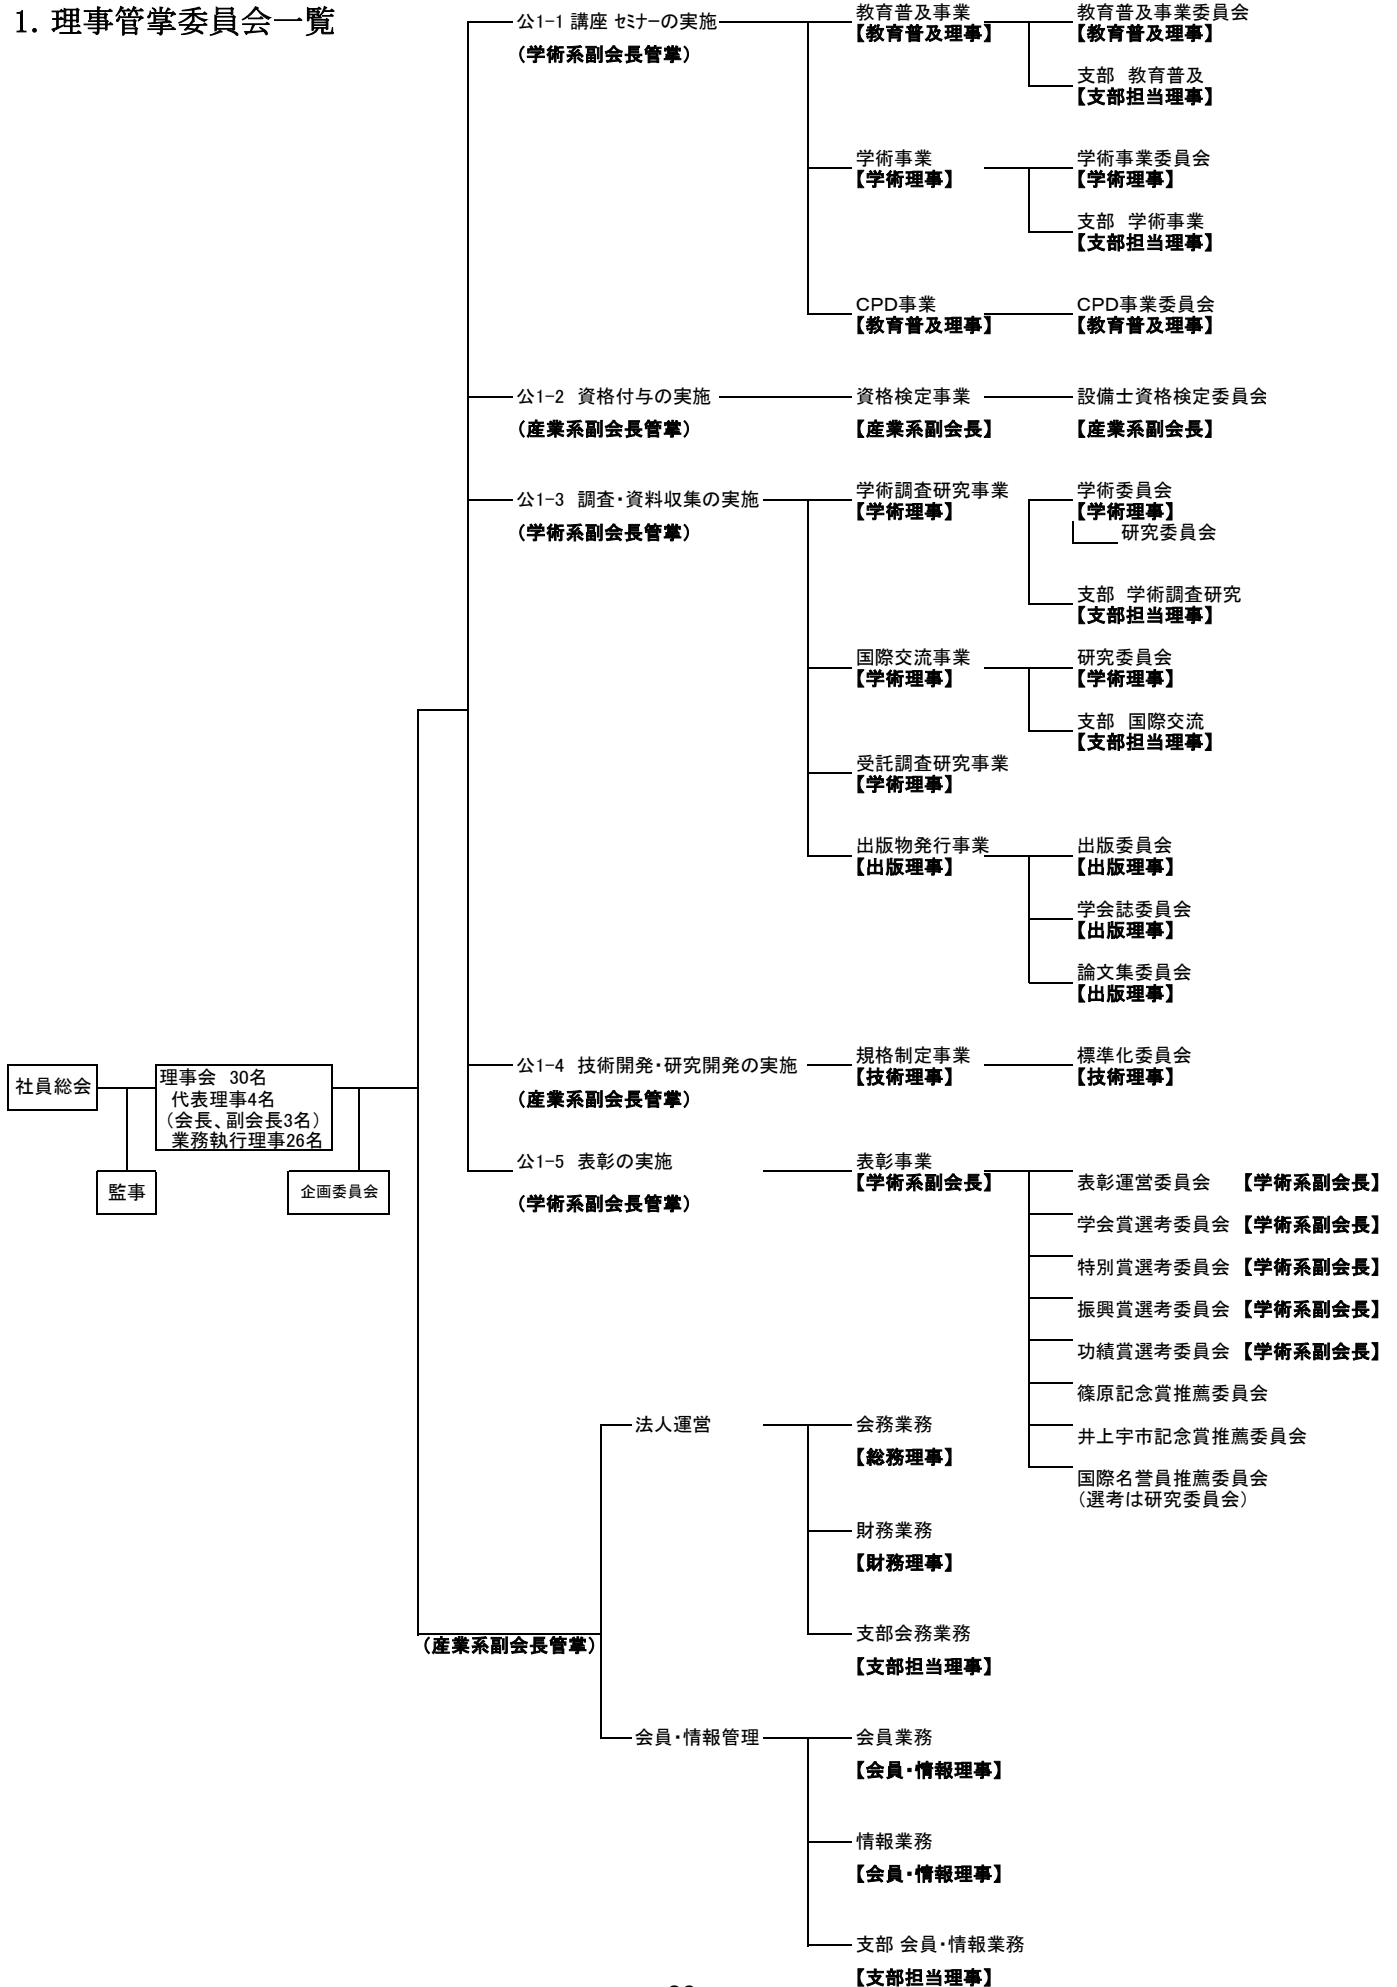 1. 理事管掌委員会一覧
公1-1 講座 セミナーの実施
（学術系副会長管掌）
教育普及事業
【教育普及理事】
教育普及事業委員会
【教育普及理事】
支部 教育普及
【支部担当理事】
学術事業
【学術理事】
学術事業委員会
【学術理事】
支部 学術事業
【支部担当理事】
CPD事業
【教育普及理事】
CPD事業委員会
【教育普及理事】
公1-2 資格付与の実施
（産業系副会長管掌）
資格検定事業
【産業系副会長】
設備士資格検定委員会
【産業系副会長】
公1-3 調査・資料収集の実施
（学術系副会長管掌）
学術調査研究事業
【学術理事】
学術委員会
【学術理事】
研究委員会
支部 学術調査研究
【支部担当理事】
国際交流事業
【学術理事】
研究委員会
【学術理事】
支部 国際交流
【支部担当理事】
受託調査研究事業
【学術理事】
出版物発行事業
【出版理事】
出版委員会
【出版理事】
学会誌委員会
【出版理事】
論文集委員会
【出版理事】
社員総会
監事
理事会 30名
代表理事4名
（会長、副会長3名）
業務執行理事26名
企画委員会
公1-4 技術開発・研究開発の実施
（産業系副会長管掌）
規格制定事業
【技術理事】
標準化委員会
【技術理事】
公1-5 表彰の実施
（学術系副会長管掌）
表彰事業
【学術系副会長】
表彰運営委員会 【学術系副会長】
学会賞選考委員会 【学術系副会長】
特別賞選考委員会 【学術系副会長】
振興賞選考委員会 【学術系副会長】
功績賞選考委員会 【学術系副会長】
篠原記念賞推薦委員会
井上宇市記念賞推薦委員会
国際名誉員推薦委員会
（選考は研究委員会）
（産業系副会長管掌）
法人運営
会務業務
【総務理事】
財務業務
【財務理事】
支部会務業務
【支部担当理事】
会員・情報管理
会員業務
【会員・情報理事】
情報業務
【会員・情報理事】
支部 会員・情報業務
【支部担当理事】